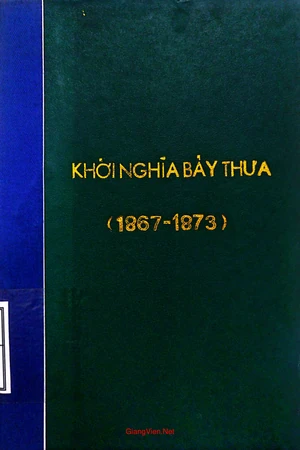 KHỞI NGHĨA BẢY THƯA
(1867-1873)
GiangVien.Net